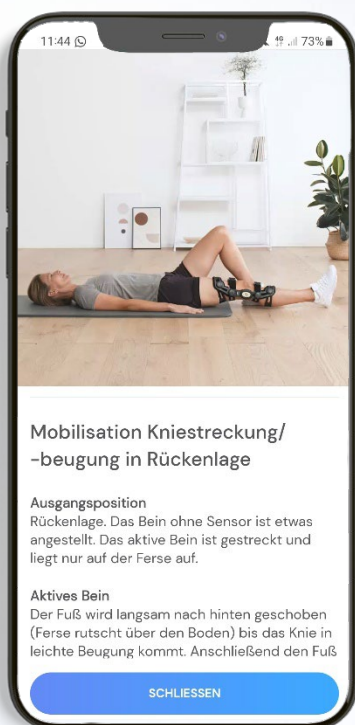 11:44
4G 73%
Mobilisation Kniestreckung/
-beugung in Rückenlage
Ausgangsposition
Rückenlage. Das Bein ohne Sensor ist etwas
angestellt. Das aktive Bein ist gestreckt und
liegt nur auf der Ferse auf.
Aktives Bein
Der Fuß wird langsam nach hinten geschoben
(Ferse rutscht über den Boden) bis das Knie in
leichte Beugung kommt. Anschließend den Fuß
SCHLIESSEN